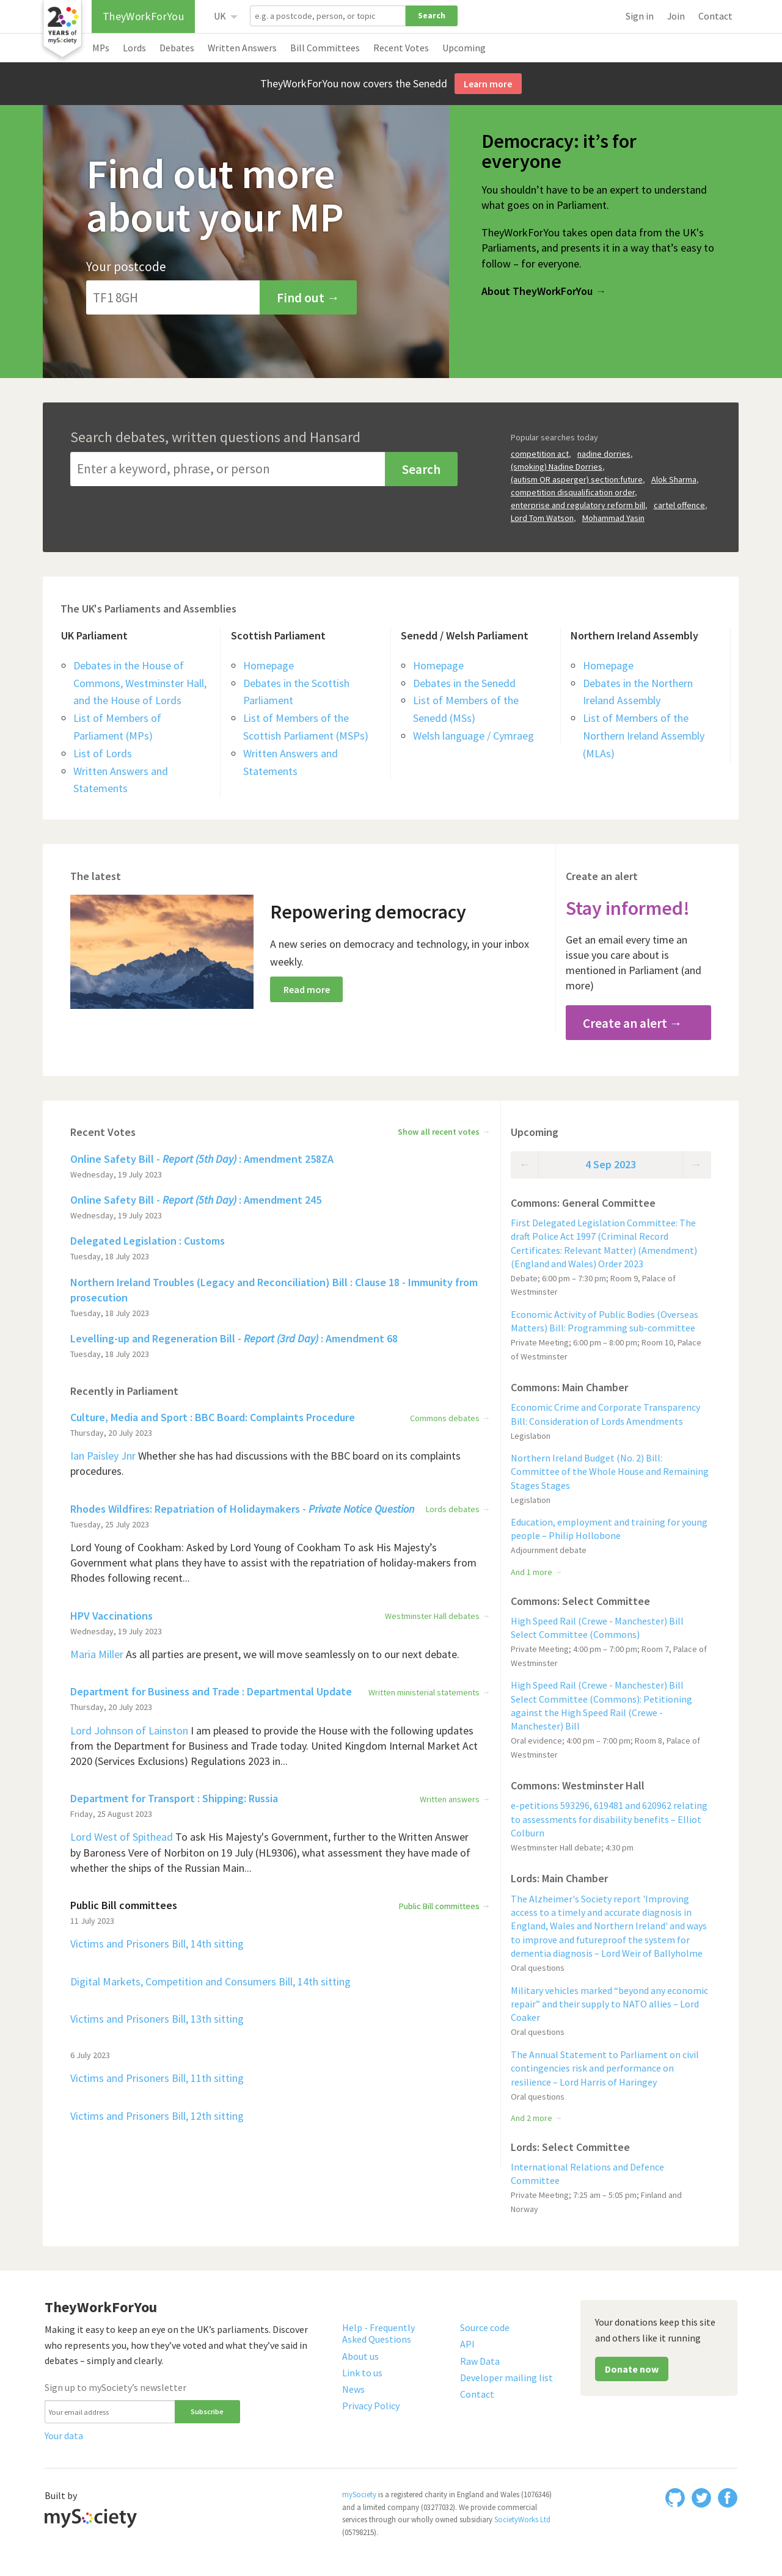 20
YEARS of
mySociety
TheyWorkForYou
UK
e.g. a postcode, person, or topic
Search
Sign in
Join
Contact
MPs
Lords
Debates
Written Answers
Bill Committees
Recent Votes
Upcoming
TheyWorkForYou now covers the Senedd
Learn more
Find out more
about your MP
Your postcode
TF1 8GH
Find out →
Democracy: it’s for
everyone
You shouldn’t have to be an expert to understand
what goes on in Parliament.
TheyWorkForYou takes open data from the UK's
Parliaments, and presents it in a way that’s easy to
follow – for everyone.
About TheyWorkForYou →
Search debates, written questions and Hansard
Enter a keyword, phrase, or person
Search
Popular searches today
competition act, nadine dorries,
(smoking) Nadine Dorries,
(autism OR asperger) section:future, Alok Sharma,
competition disqualification order,
enterprise and regulatory reform bill, cartel offence,
Lord Tom Watson, Mohammad Yasin
The UK's Parliaments and Assemblies
UK Parliament
Debates in the House of
Commons, Westminster Hall,
and the House of Lords
List of Members of
Parliament (MPs)
List of Lords
Written Answers and
Statements
Scottish Parliament
Homepage
Debates in the Scottish
Parliament
List of Members of the
Scottish Parliament (MSPs)
Written Answers and
Statements
Senedd / Welsh Parliament
Homepage
Debates in the Senedd
List of Members of the
Senedd (MSs)
Welsh language / Cymraeg
Northern Ireland Assembly
Homepage
Debates in the Northern
Ireland Assembly
List of Members of the
Northern Ireland Assembly
(MLAs)
The latest
Repowering democracy
A new series on democracy and technology, in your inbox
weekly.
Read more
Create an alert
Stay informed!
Get an email every time an
issue you care about is
mentioned in Parliament (and
more)
Create an alert →
Recent Votes
Show all recent votes →
Online Safety Bill - Report (5th Day) : Amendment 258ZA
Wednesday, 19 July 2023
Online Safety Bill - Report (5th Day) : Amendment 245
Wednesday, 19 July 2023
Delegated Legislation : Customs
Tuesday, 18 July 2023
Northern Ireland Troubles (Legacy and Reconciliation) Bill : Clause 18 - Immunity from
prosecution
Tuesday, 18 July 2023
Levelling-up and Regeneration Bill - Report (3rd Day) : Amendment 68
Tuesday, 18 July 2023
Recently in Parliament
Culture, Media and Sport : BBC Board: Complaints Procedure
Commons debates →
Thursday, 20 July 2023
Ian Paisley Jnr Whether she has had discussions with the BBC board on its complaints
procedures.
Rhodes Wildfires: Repatriation of Holidaymakers - Private Notice Question
Lords debates →
Tuesday, 25 July 2023
Lord Young of Cookham: Asked by Lord Young of Cookham To ask His Majesty’s
Government what plans they have to assist with the repatriation of holiday-makers from
Rhodes following recent...
HPV Vaccinations
Westminster Hall debates →
Wednesday, 19 July 2023
Maria Miller As all parties are present, we will move seamlessly on to our next debate.
Department for Business and Trade : Departmental Update
Written ministerial statements →
Thursday, 20 July 2023
Lord Johnson of Lainston I am pleased to provide the House with the following updates
from the Department for Business and Trade today. United Kingdom Internal Market Act
2020 (Services Exclusions) Regulations 2023 in...
Department for Transport : Shipping: Russia
Written answers →
Friday, 25 August 2023
Lord West of Spithead To ask His Majesty's Government, further to the Written Answer
by Baroness Vere of Norbiton on 19 July (HL9306), what assessment they have made of
whether the ships of the Russian Main...
Public Bill committees
Public Bill committees →
11 July 2023
Victims and Prisoners Bill, 14th sitting
Digital Markets, Competition and Consumers Bill, 14th sitting
Victims and Prisoners Bill, 13th sitting
6 July 2023
Victims and Prisoners Bill, 11th sitting
Victims and Prisoners Bill, 12th sitting
Upcoming
← 4 Sep 2023 →
Commons: General Committee
First Delegated Legislation Committee: The
draft Police Act 1997 (Criminal Record
Certificates: Relevant Matter) (Amendment)
(England and Wales) Order 2023
Debate; 6:00 pm – 7:30 pm; Room 9, Palace of
Westminster
Economic Activity of Public Bodies (Overseas
Matters) Bill: Programming sub-committee
Private Meeting; 6:00 pm – 8:00 pm; Room 10, Palace
of Westminster
Commons: Main Chamber
Economic Crime and Corporate Transparency
Bill: Consideration of Lords Amendments
Legislation
Northern Ireland Budget (No. 2) Bill:
Committee of the Whole House and Remaining
Stages Stages
Legislation
Education, employment and training for young
people – Philip Hollobone
Adjournment debate
And 1 more →
Commons: Select Committee
High Speed Rail (Crewe - Manchester) Bill
Select Committee (Commons)
Private Meeting; 4:00 pm – 7:00 pm; Room 7, Palace of
Westminster
High Speed Rail (Crewe - Manchester) Bill
Select Committee (Commons): Petitioning
against the High Speed Rail (Crewe -
Manchester) Bill
Oral evidence; 4:00 pm – 7:00 pm; Room 8, Palace of
Westminster
Commons: Westminster Hall
e-petitions 593296, 619481 and 620962 relating
to assessments for disability benefits – Elliot
Colburn
Westminster Hall debate; 4:30 pm
Lords: Main Chamber
The Alzheimer's Society report 'Improving
access to a timely and accurate diagnosis in
England, Wales and Northern Ireland' and ways
to improve and futureproof the system for
dementia diagnosis – Lord Weir of Ballyholme
Oral questions
Military vehicles marked “beyond any economic
repair” and their supply to NATO allies – Lord
Coaker
Oral questions
The Annual Statement to Parliament on civil
contingencies risk and performance on
resilience – Lord Harris of Haringey
Oral questions
And 2 more →
Lords: Select Committee
International Relations and Defence
Committee
Private Meeting; 7:25 am – 5:05 pm; Finland and
Norway
TheyWorkForYou
Making it easy to keep an eye on the UK’s parliaments. Discover
who represents you, how they’ve voted and what they’ve said in
debates – simply and clearly.
Sign up to mySociety’s newsletter
Your email address
Subscribe
Your data
Help - Frequently
Asked Questions
About us
Link to us
News
Privacy Policy
Source code
API
Raw Data
Developer mailing list
Contact
Your donations keep this site
and others like it running
Donate now
Built by
mySociety
mySociety is a registered charity in England and Wales (1076346)
and a limited company (03277032). We provide commercial
services through our wholly owned subsidiary SocietyWorks Ltd
(05798215).